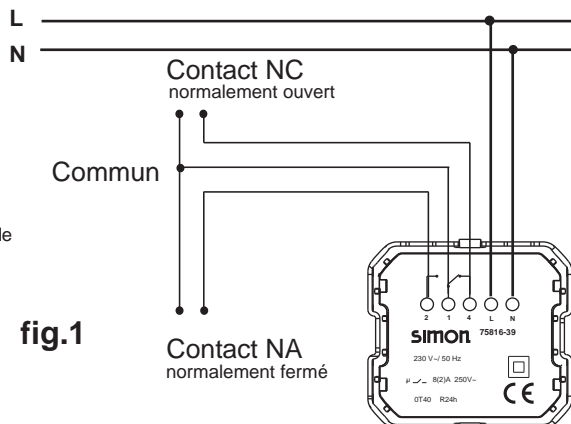 L
N
Contact NC
normalement ouvert
Commun
de
fig.1
Contact NA
normalement fermé
2 1 4 L N
SIMON 75816-39
230 V~/ 50 Hz
µ 8(2)A 250V~
0T40 R24h
CE